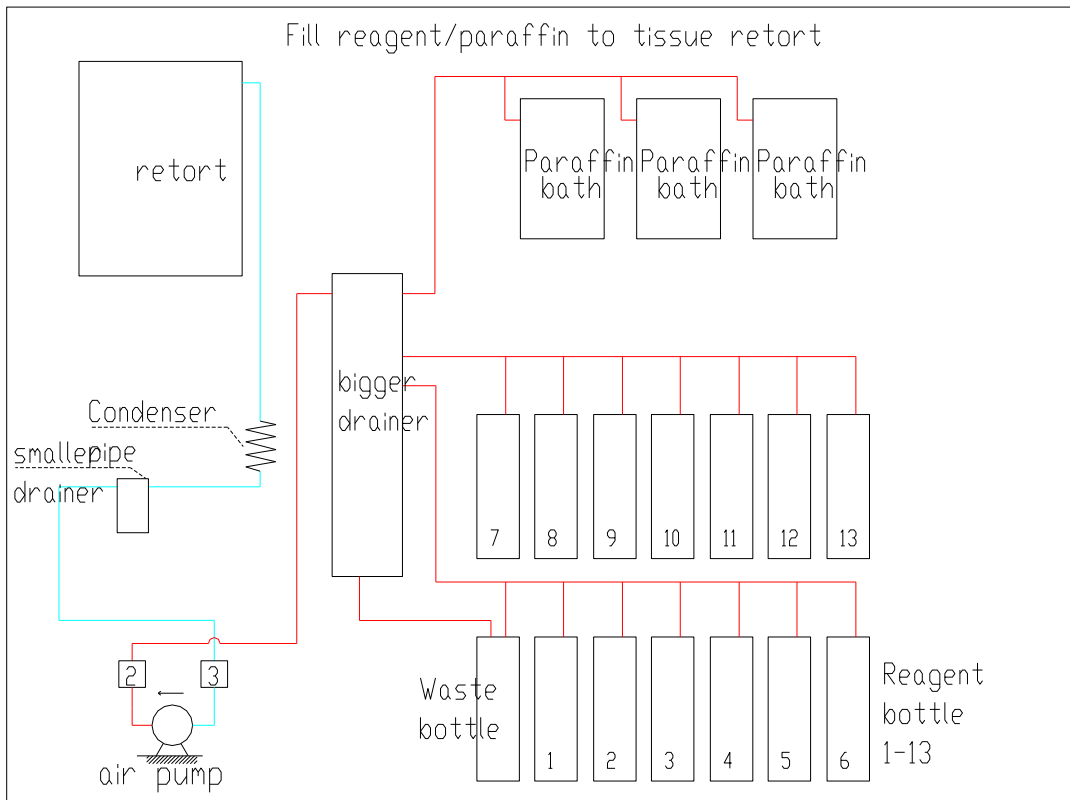 Fill reagent/paraffin to tissue retort
retort
Paraffin
bath
Paraffin
bath
Paraffin
bath
bigger
drainer
Condenser
smallepipe
drainer
7
8
9
10
11
12
13
2
3
air pump
Waste
bottle
1
2
3
4
5
6
Reagent
bottle
1-13